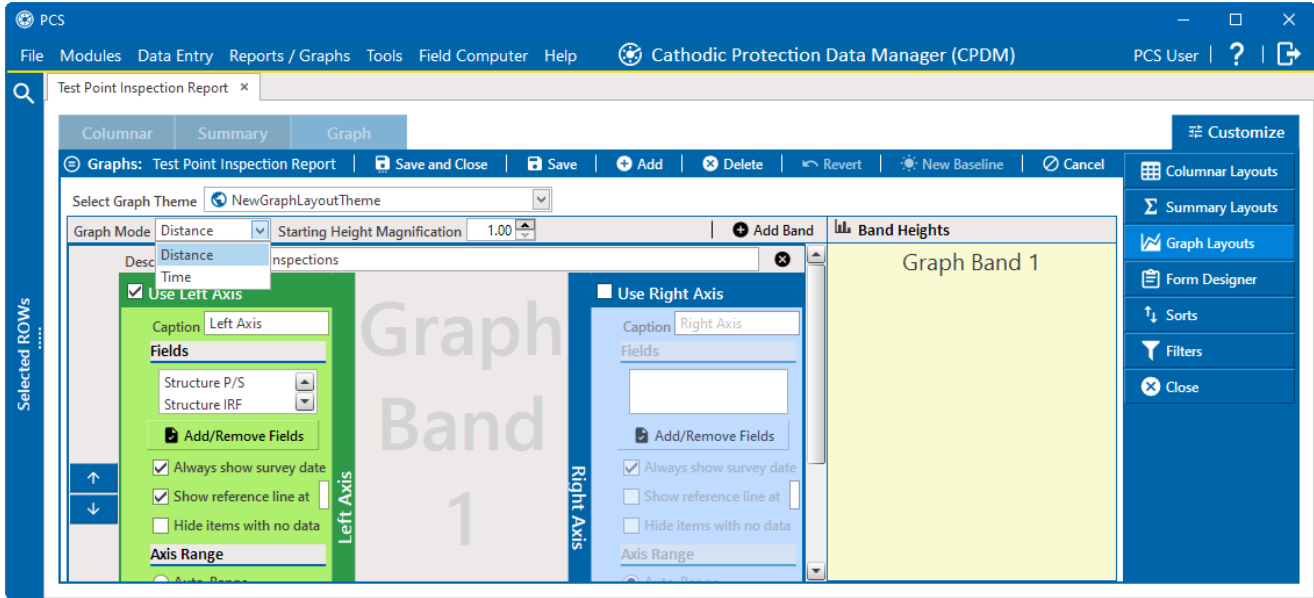 PCS
File Modules Data Entry Reports / Graphs Tools Field Computer Help Cathodic Protection Data Manager (CPDM) PCS User | ? |
Test Point Inspection Report ×
Selected ROWs
Columnar Summary Graph
Customize
Graphs: Test Point Inspection Report | Save and Close | Save | Add | Delete | Revert | New Baseline | Cancel
Select Graph Theme NewGraphLayoutTheme
Graph Mode Distance Starting Height Magnification 1.00 | Add Band
Distance
Time
Desc nspections
Use Left Axis
Caption Left Axis
Fields
Structure P/S
Structure IRF
Add/Remove Fields
Always show survey date
Show reference line at
Hide items with no data
Axis Range
Auto-Range
Left Axis
Graph
Band
1
Right Axis
Use Right Axis
Caption Right Axis
Fields
Add/Remove Fields
Always show survey date
Show reference line at
Hide items with no data
Axis Range
Auto-Range
Band Heights
Graph Band 1
Columnar Layouts
Σ Summary Layouts
Graph Layouts
Form Designer
Sorts
Filters
Close